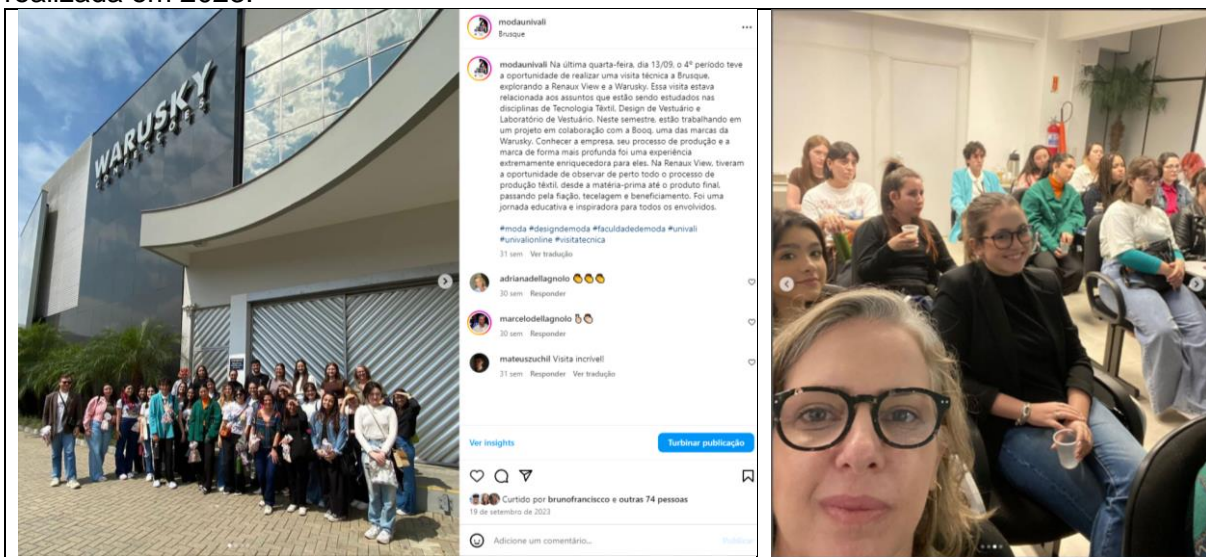 realizada em 2023.
WARUSKY
CONFECÇÕES
modaunivali
Brusque
modaunivali Na última quarta-feira, dia 13/09, o 4º período teve
a oportunidade de realizar uma visita técnica a Brusque,
explorando a Renaux View e a Warusky. Essa visita estava
relacionada aos assuntos que estão sendo estudados nas
disciplinas de Tecnologia Têxtil, Design de Vestuário e
Laboratório de Vestuário. Neste semestre, estão trabalhando em
um projeto em colaboração com a Booq, uma das marcas da
Warusky. Conhecer a empresa, seu processo de produção e a
marca de forma mais profunda foi uma experiência
extremamente enriquecedora para eles. Na Renaux View, tiveram
a oportunidade de observar de perto todo o processo de
produção têxtil, desde a matéria-prima até o produto final,
passando pela fiação, tecelagem e beneficiamento. Foi uma
jornada educativa e inspiradora para todos os envolvidos.
#moda #designdemoda #faculdadedemoda #univali
#univalionline #visitatecnica
31 sem Ver tradução
adrianadellagnolo 👏👏👏
30 sem Responder
marcelodellagnolo
30 sem Responder
mateuszuchil Visita incrível!
31 sem Responder Ver tradução
Ver insights
Turbinar publicação
Curtido por brunofranciscco e outras 74 pessoas
19 de setembro de 2023
Adicione um comentário...
Publicar